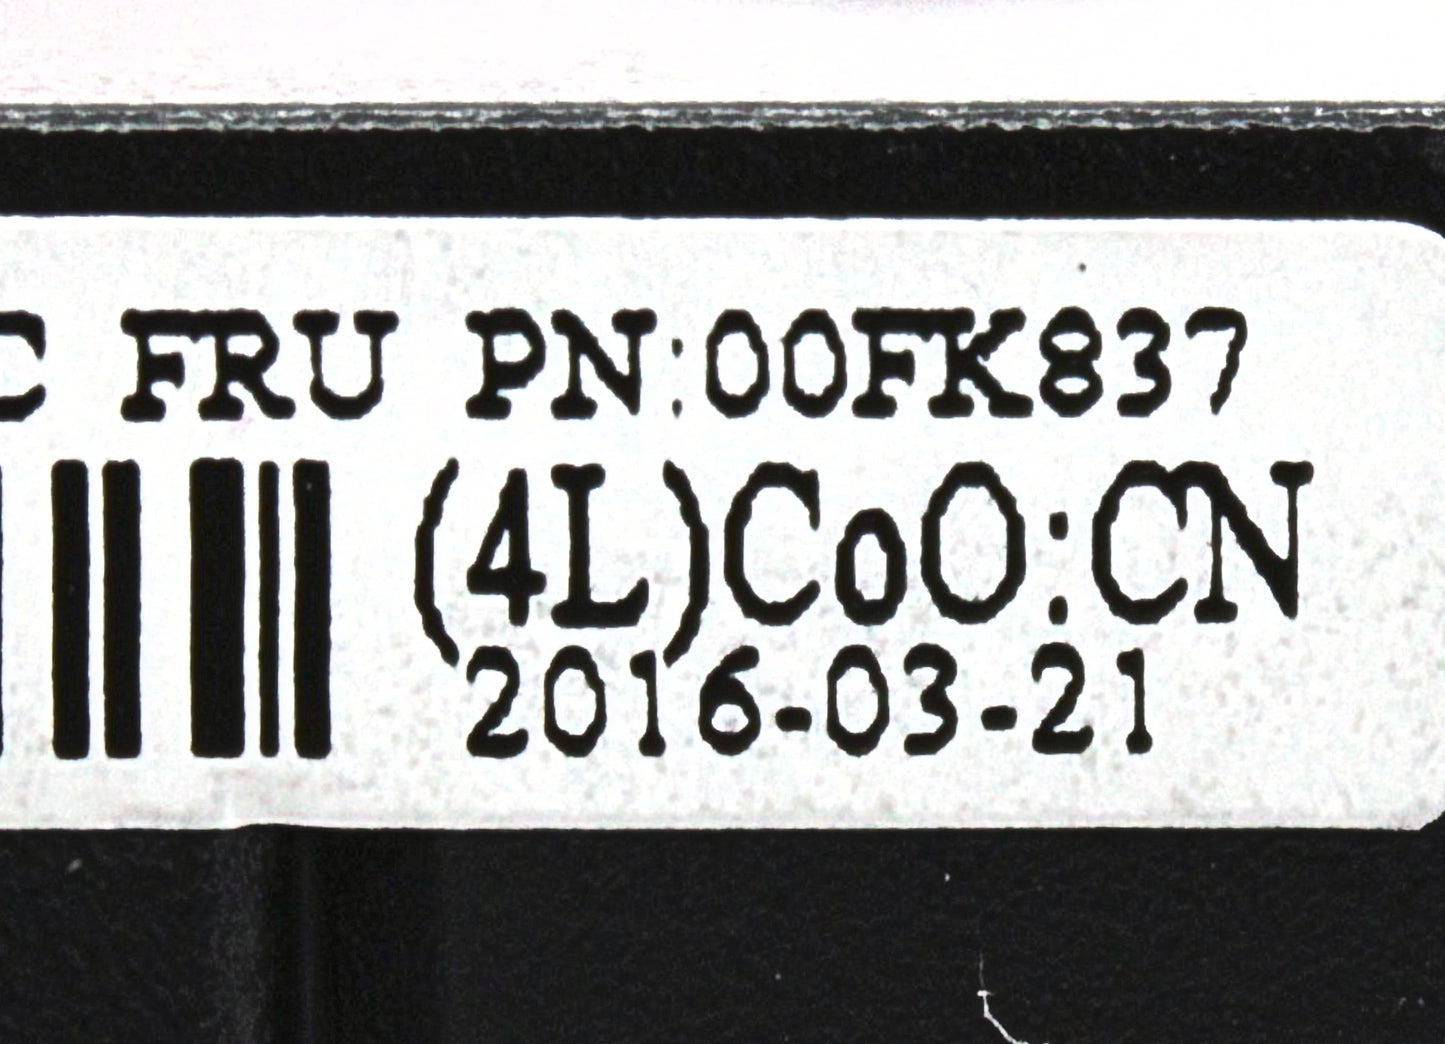 C FRU PN:00FK837
(4L)CoO:CN
2016-03-21